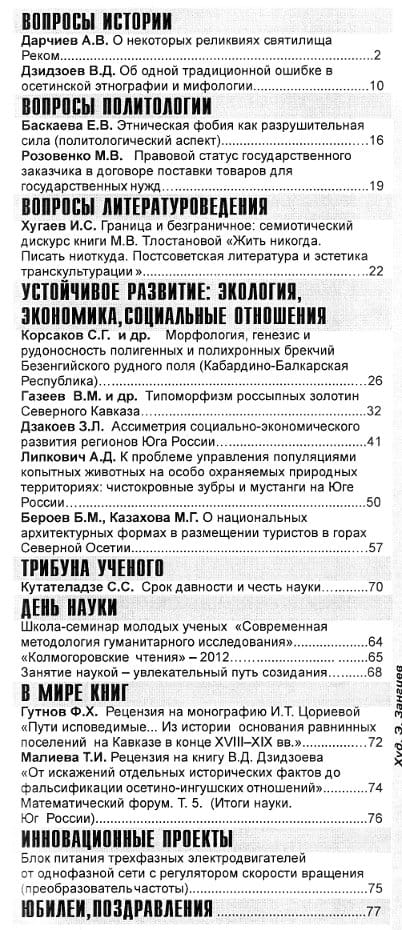 ВОПРОСЫ ИСТОРИИ
Дарчиев А.В. О некоторых реликвиях святилища
Реком...........................................................2
Дзидзоев В.Д. Об одной традиционной ошибке в
осетинской этнографии и мифологии.......................10
ВОПРОСЫ ПОЛИТОЛОГИИ
Баскаева Е.В. Этническая фобия как разрушительная
сила (политологический аспект)............................16
Розовенко М.В. Правовой статус государственного
заказчика в договоре поставки товаров для
государственных нужд.......................................19
ВОПРОСЫ ЛИТЕРАТУРОВЕДЕНИЯ
Хугаев И.С. Граница и безграничное: семиотический
дискурс книги М.В. Тлостановой «Жить никогда.
Писать ниоткуда. Постсоветская литература и эстетика
транскультурации»...........................................22
УСТОЙЧИВОЕ РАЗВИТИЕ: ЭКОЛОГИЯ,
ЭКОНОМИКА,СОЦИАЛЬНЫЕ ОТНОШЕНИЯ
Корсаков С.Г. и др. Морфология, генезис и
рудоносность полигенных и полихронных брекчий
Безенгийского рудного поля (Кабардино-Балкарская
Республика)..................................................26
Газеев В.М. и др. Типоморфизм россыпных золотин
Северного Кавказа...........................................32
Дзакоев З.Л. Ассиметрия социально-экономического
развития регионов Юга России..............................41
Липкович А.Д. К проблеме управления популяциями
копытных животных на особо охраняемых природных
территориях: чистокровные зубры и мустанги на Юге
России........................................................50
Бероев Б.М., Казахова М.Г. О национальных
архитектурных формах в размещении туристов в горах
Северной Осетии.............................................57
ТРИБУНА УЧЕНОГО
Кутателадзе С.С. Срок давности и честь науки............70
ДЕНЬ НАУКИ
Школа-семинар молодых ученых «Современная
методология гуманитарного исследования»................64
«Колмогоровские чтения» – 2012............................65
Занятие наукой – увлекательный путь созидания..........68
В МИРЕ КНИГ
Гутнов Ф.Х. Рецензия на монографию И.Т. Цориевой
«Пути исповедимые... Из истории основания равнинных
поселений на Кавказе в конце XVIII–XIX вв.»..............72
Малиева Т.И. Рецензия на книгу В.Д. Дзидзоева
«От искажений отдельных исторических фактов до
фальсификации осетино-ингушских отношений»...........74
Математический форум. Т. 5. (Итоги науки.
Юг России)...................................................76
ИННОВАЦИОННЫЕ ПРОЕКТЫ
Блок питания трехфазных электродвигателей
от однофазной сети с регулятором скорости вращения
(преобразователь частоты)..................................75
ЮБИЛЕИ,ПОЗДРАВЛЕНИЯ ..............................77
Худ. Э. Зангиев